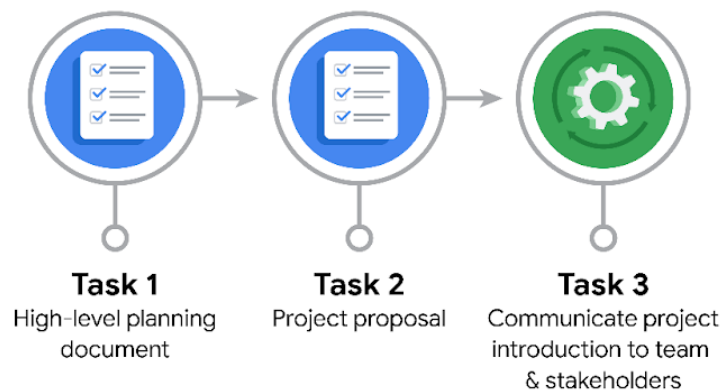 Task 1
High-level planning
document
Task 2
Project proposal
Task 3
Communicate project
introduction to team
& stakeholders